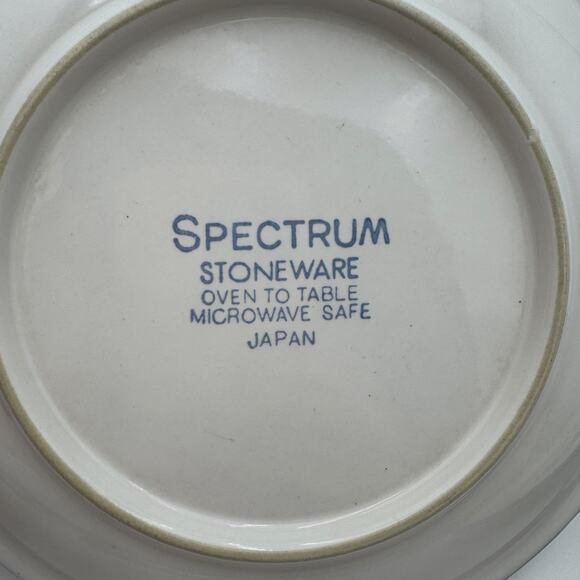 SPECTRUM
STONEWARE
OVEN TO TABLE
MICROWAVE SAFE
JAPAN